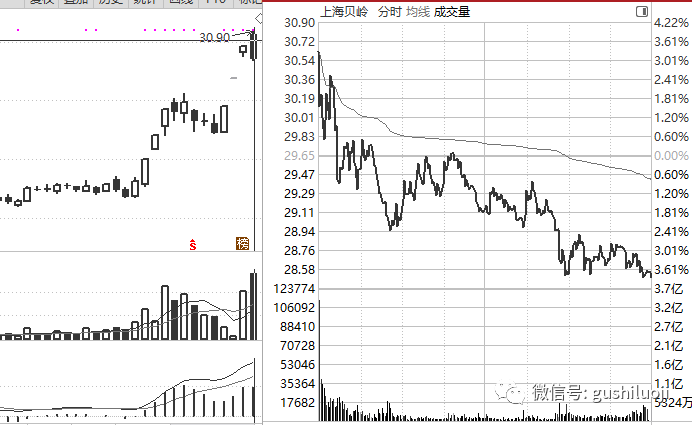 复权 叠加 历史 统计 画线 F10 标记
30.90
$
榜
上海贝岭 分时 均线 成交量
30.90 4.22%
30.72 3.61%
30.54 3.01%
30.36 2.41%
30.19 1.81%
30.01 1.20%
29.83 0.60%
29.65 0.00%
29.47 0.60%
29.29 1.20%
29.11 1.81%
28.94 2.41%
28.76 3.01%
28.58 3.61%
123774 3.7亿
106092 3.2亿
88410 2.7亿
70728 2.1亿
53046 1.6亿
35364 1.1亿
17682 5324万
微信号: gushiluoji